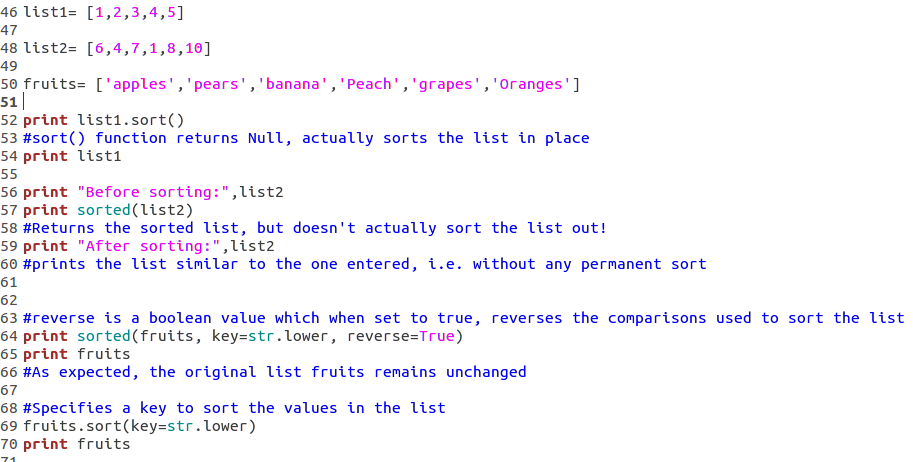 46 list1= [1,2,3,4,5]
47
48 list2= [6,4,7,1,8,10]
49
50 fruits= ['apples','pears','banana','Peach','grapes','Oranges']
51
52 print list1.sort()
53 #sort() function returns Null, actually sorts the list in place
54 print list1
55
56 print "Before sorting:",list2
57 print sorted(list2)
58 #Returns the sorted list, but doesn't actually sort the list out!
59 print "After sorting:",list2
60 #prints the list similar to the one entered, i.e. without any permanent sort
61
62
63 #reverse is a boolean value which when set to true, reverses the comparisons used to sort the list
64 print sorted(fruits, key=str.lower, reverse=True)
65 print fruits
66 #As expected, the original list fruits remains unchanged
67
68 #Specifies a key to sort the values in the list
69 fruits.sort(key=str.lower)
70 print fruits
71